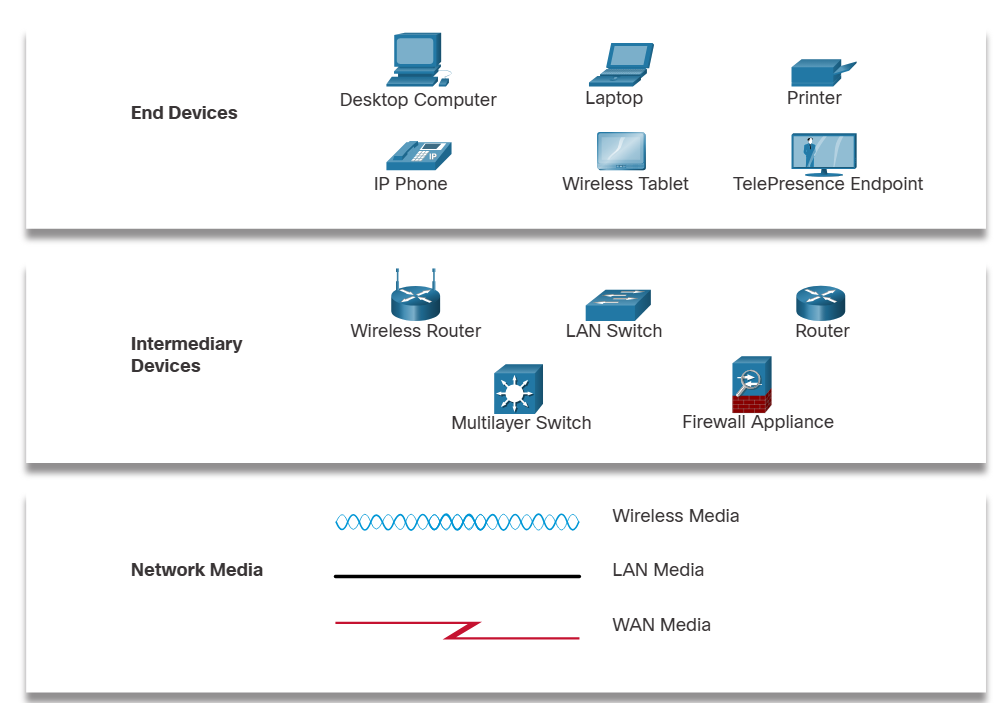 End Devices
Desktop Computer
Laptop
Printer
IP
IP Phone
Wireless Tablet
TelePresence Endpoint
Intermediary
Devices
Wireless Router
LAN Switch
Router
Multilayer Switch
Firewall Appliance
Network Media
Wireless Media
LAN Media
WAN Media